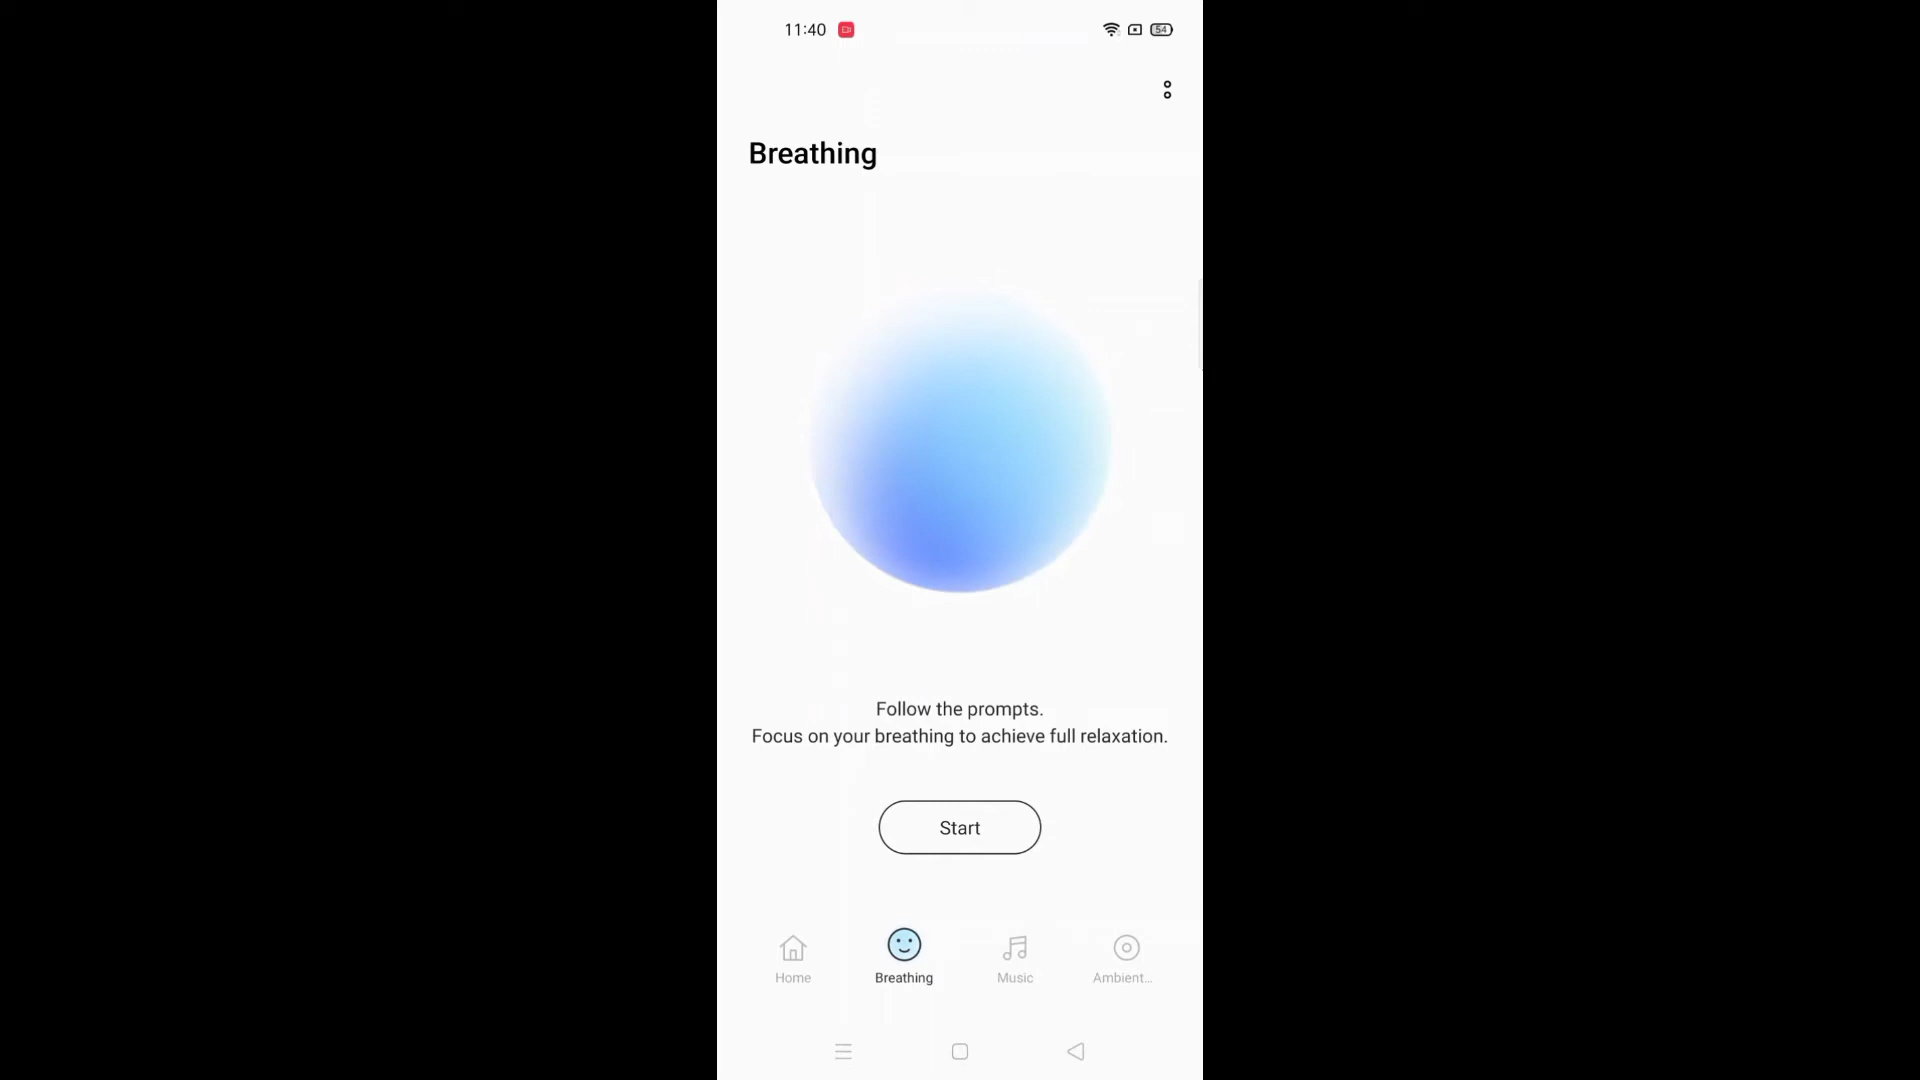 11:40
54
Breathing
Follow the prompts.
Focus on your breathing to achieve full relaxation.
Start
Home
Breathing
Music
Ambient...